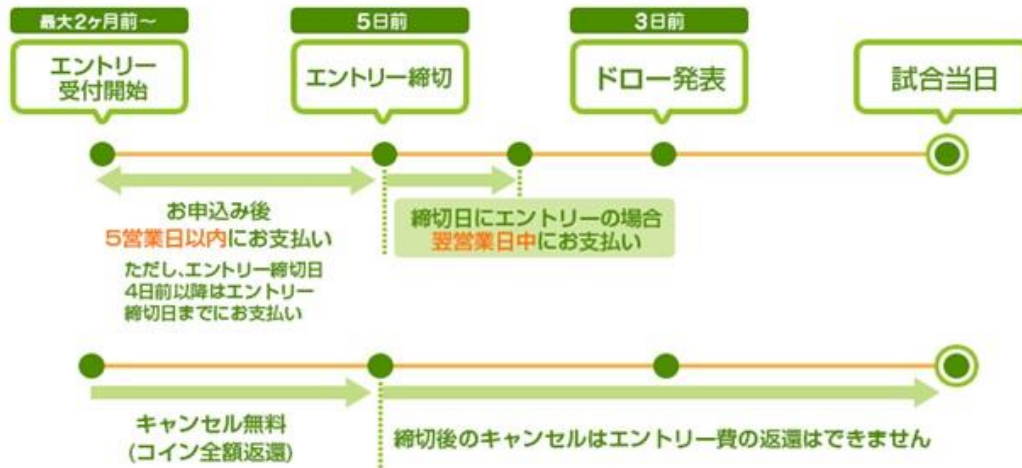 最大2ヶ月前～
エントリー
受付開始
5日前
エントリー締切
3日前
ドロー発表
試合当日
お申込み後
5営業日以内にお支払い
ただし、エントリー締切日
4日前以降はエントリー
締切日までにお支払い
締切日にエントリーの場合
翌営業日中にお支払い
キャンセル無料
(コイン全額返還)
締切後のキャンセルはエントリー費の返還はできません